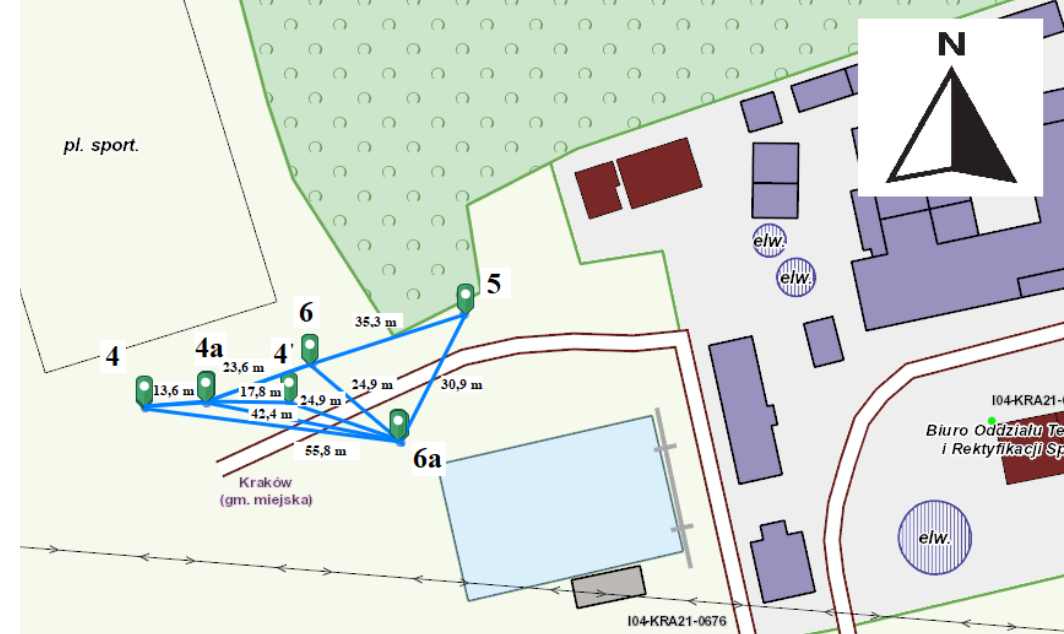 N
pl. sport.
elw.
elw.
5
35,3 m
6
4a
4'
4
23,6 m
13,6 m
17,8 m
24,9 m
30,9 m
24,9 m
42,4 m
55,8 m
6a
I04-KRA21-0
Biuro Oddziału Te
i Rektyfikacji Sp
Kraków
(gm. miejska)
elw.
I04-KRA21-0676